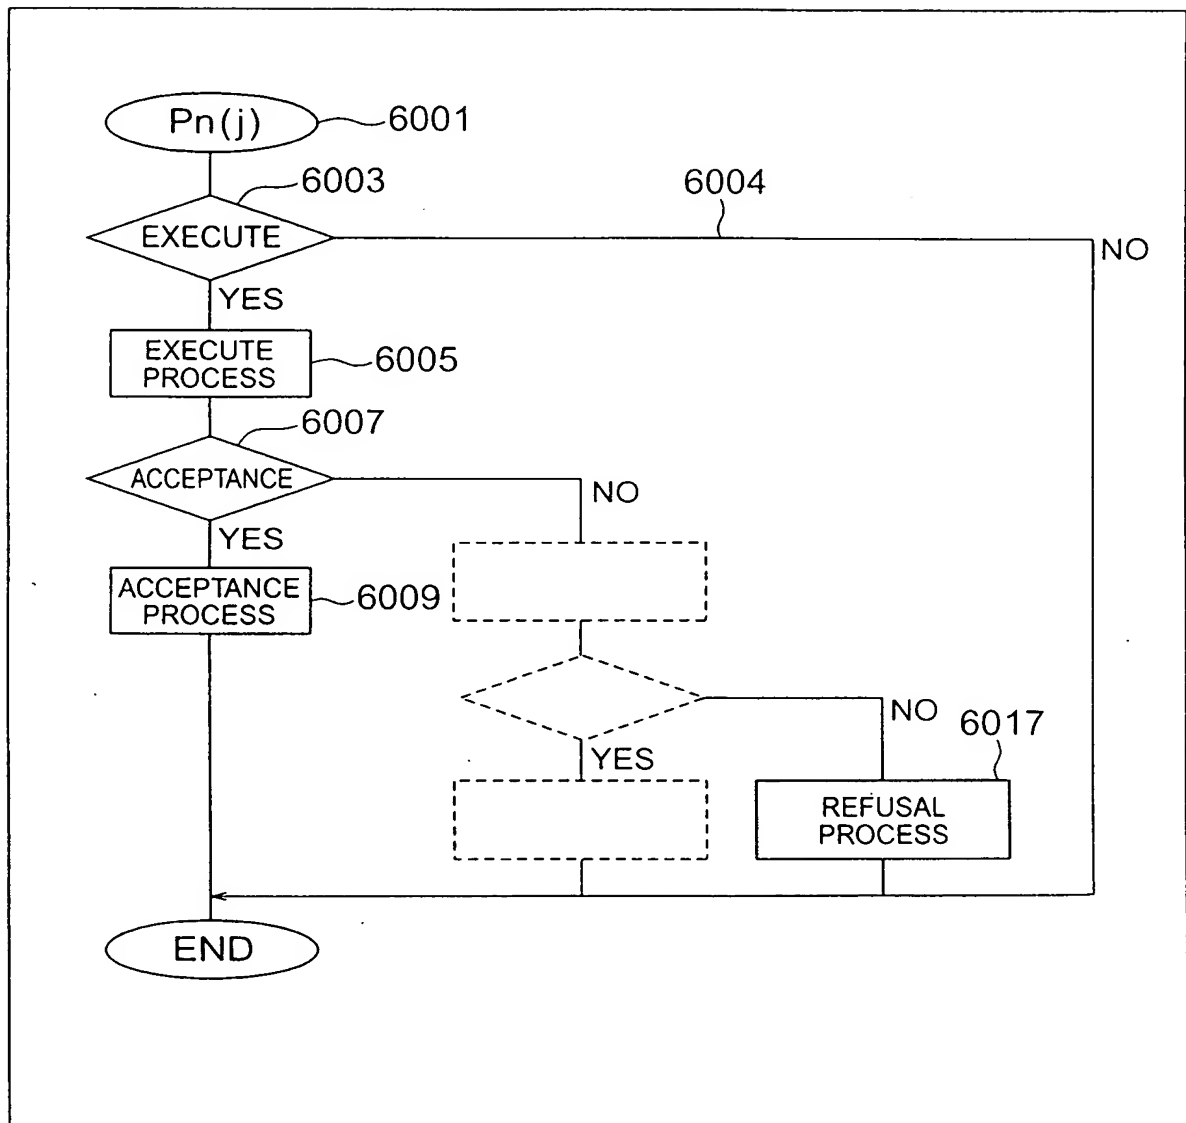 Pn(j)
6001
6003
6004
EXECUTE
NO
YES
EXECUTE
PROCESS
6005
6007
ACCEPTANCE
NO
YES
ACCEPTANCE
PROCESS
6009
NO
6017
YES
REFUSAL
PROCESS
END